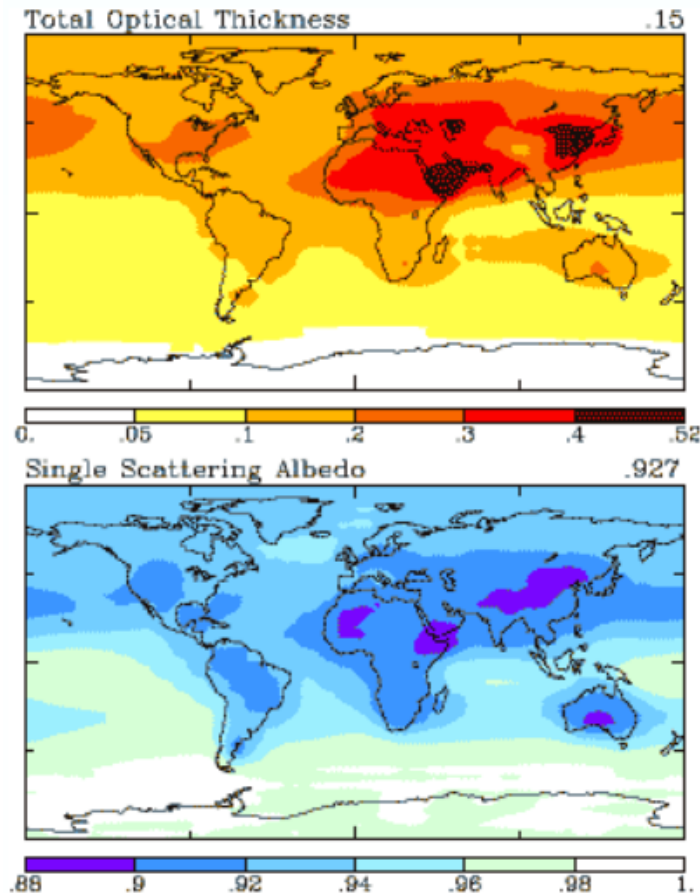 Total Optical Thickness .15
0. .05 .1 .2 .3 .4 .52
Single Scattering Albedo .927
.88 .9 .92 .94 .96 .98 1.